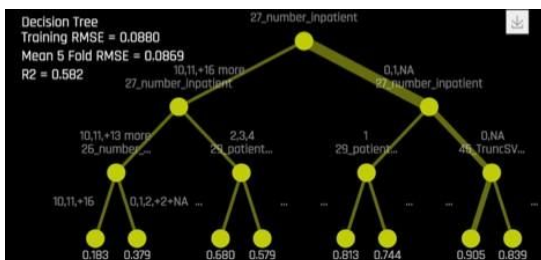 27_number_inpatient
Decision Tree
Training RMSE = 0.0880
Mean 5 Fold RMSE = 0.0869
R2 = 0.582
10,11,+16 more
27_number_inpatient
0,1,NA
27_number_inpatient
10,11,+13 more
26_number_...
2,3,4
29_patient...
1
29_patient...
0,NA
45_TruncSV...
10,11,+16
0,1,2,+2+NA
...
...
...
...
...
0.183
0.379
0.680
0.579
0.813
0.744
0.905
0.839